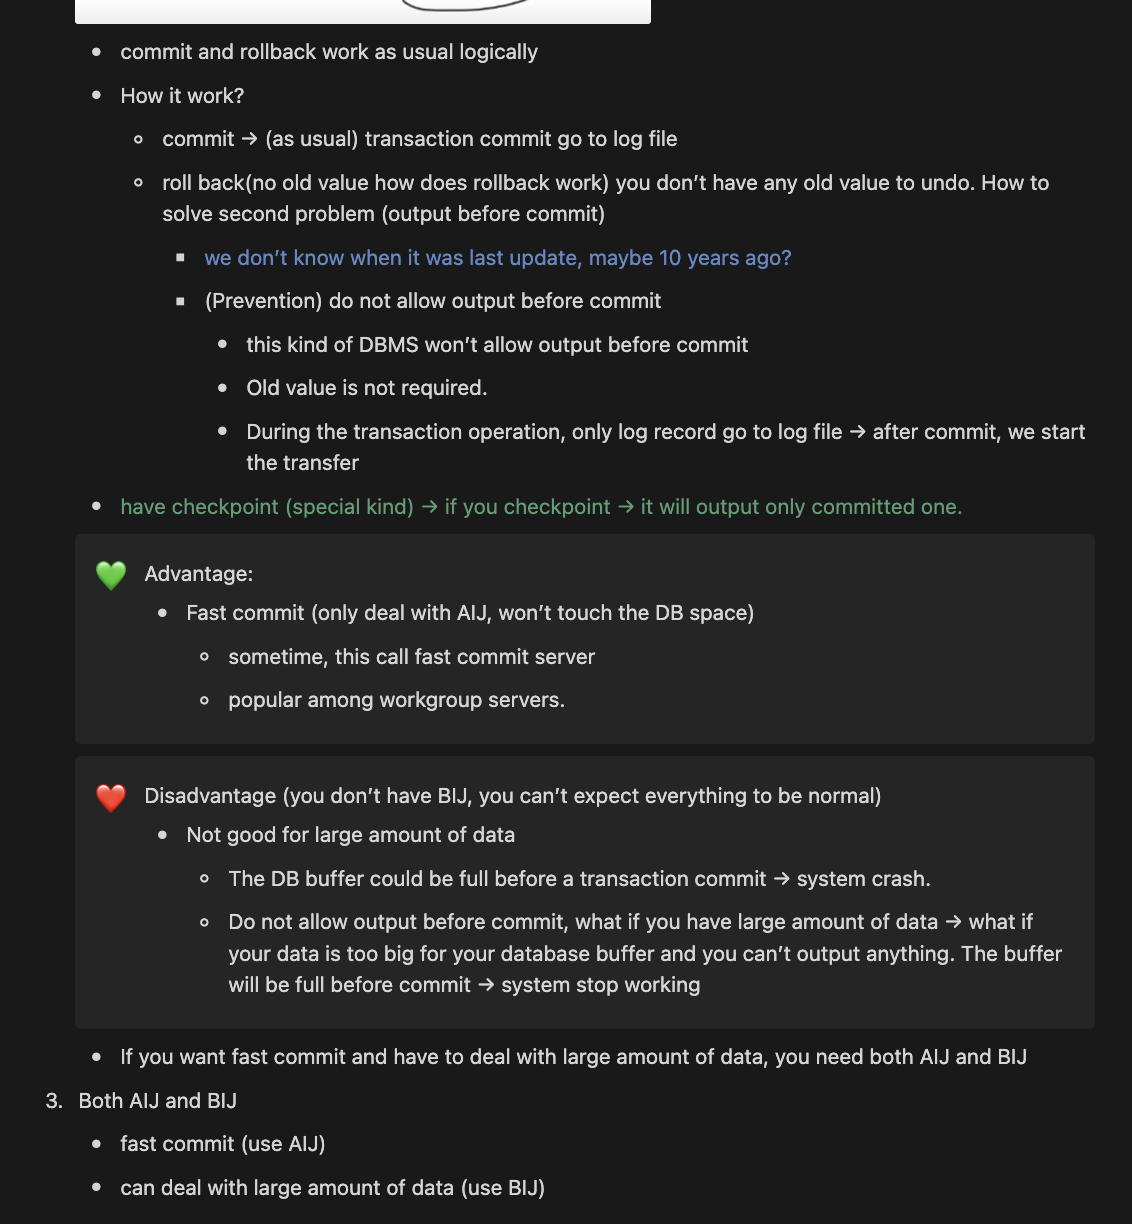 commit and rollback work as usual logically
How it work?
commit → (as usual) transaction commit go to log file
roll back(no old value how does rollback work) you don’t have any old value to undo. How to
solve second problem (output before commit)
we don’t know when it was last update, maybe 10 years ago?
(Prevention) do not allow output before commit
this kind of DBMS won’t allow output before commit
Old value is not required.
During the transaction operation, only log record go to log file → after commit, we start
the transfer
have checkpoint (special kind) → if you checkpoint → it will output only committed one.
Advantage:
Fast commit (only deal with AIJ, won’t touch the DB space)
sometime, this call fast commit server
popular among workgroup servers.
Disadvantage (you don’t have BIJ, you can’t expect everything to be normal)
Not good for large amount of data
The DB buffer could be full before a transaction commit → system crash.
Do not allow output before commit, what if you have large amount of data → what if
your data is too big for your database buffer and you can’t output anything. The buffer
will be full before commit → system stop working
If you want fast commit and have to deal with large amount of data, you need both AIJ and BIJ
3. Both AIJ and BIJ
fast commit (use AIJ)
can deal with large amount of data (use BIJ)